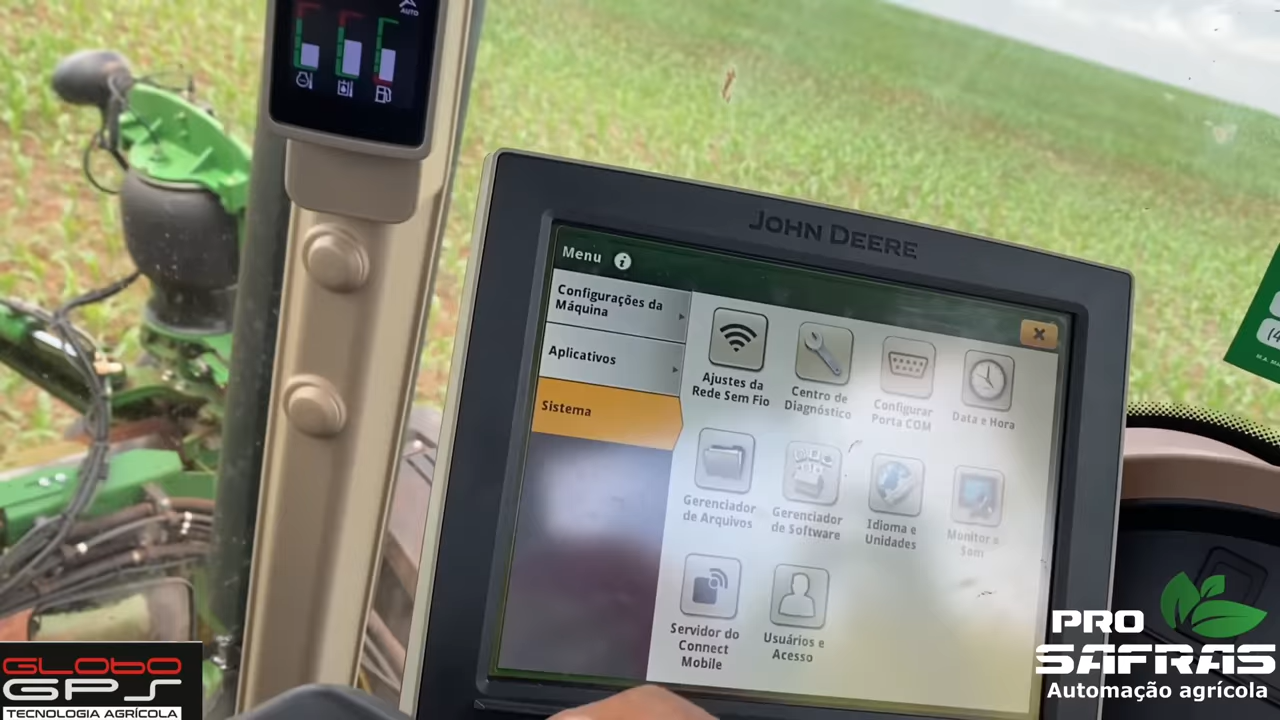 AUTO
JOHN DEERE
Menu
Configurações da
Máquina
Aplicativos
Sistema
Ajustes da
Rede Sem Fio
Centro de
Diagnóstico
Configurar
Porta COM
Data e Hora
Gerenciador
de Arquivos
Gerenciador
de Software
Idioma e
Unidades
Monitor e
Som
Servidor do
Connect
Mobile
Usuários e
Acesso
GLOBO
GPS
TECNOLOGIA AGRÍCOLA
PRO
SAFRAS
Automação agrícola